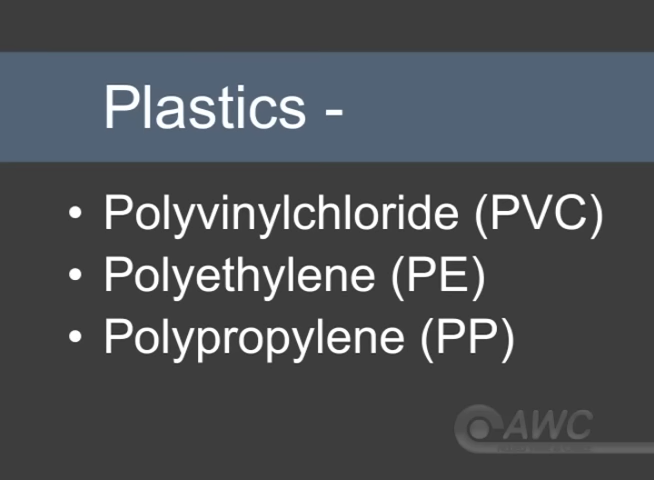 Plastics -
• Polyvinylchloride (PVC)
• Polyethylene (PE)
• Polypropylene (PP)
AWC